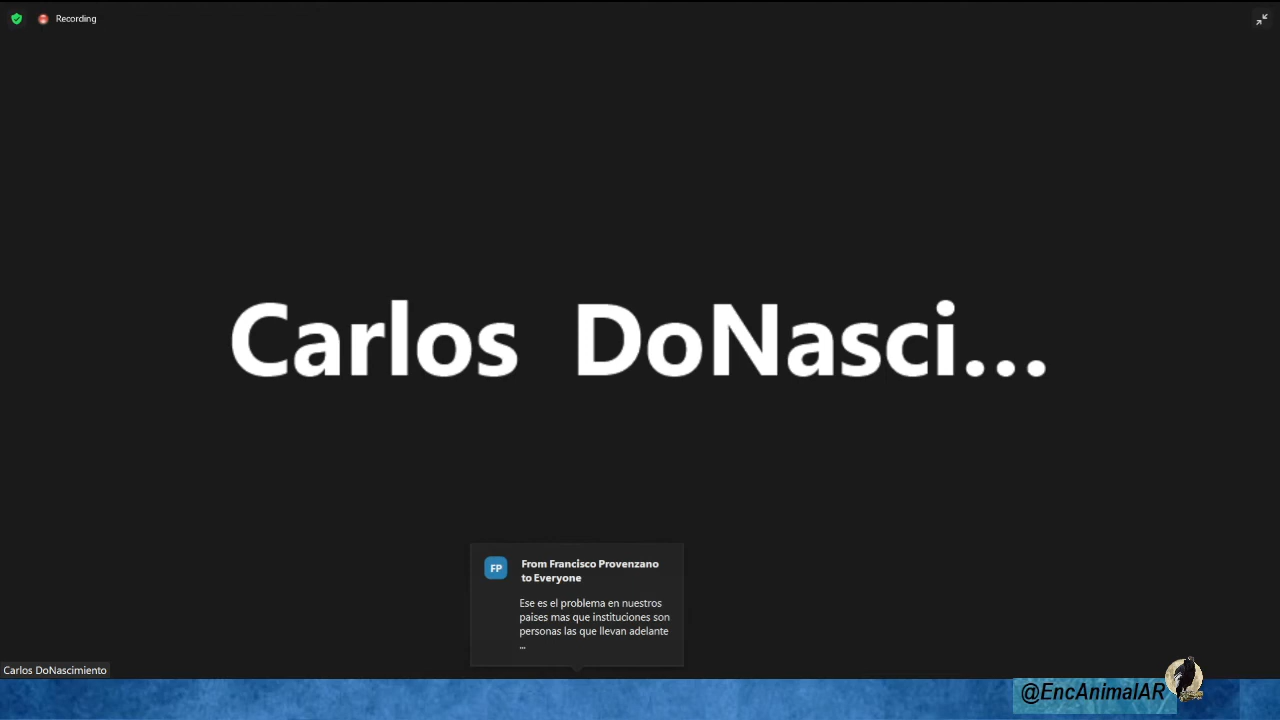 Recording
Carlos DoNasci...
FP
From Francisco Provenzano
to Everyone
Ese es el problema en nuestros
paises mas que instituciones son
personas las que llevan adelante
...
Carlos DoNascimiento
@EncAnimalAR